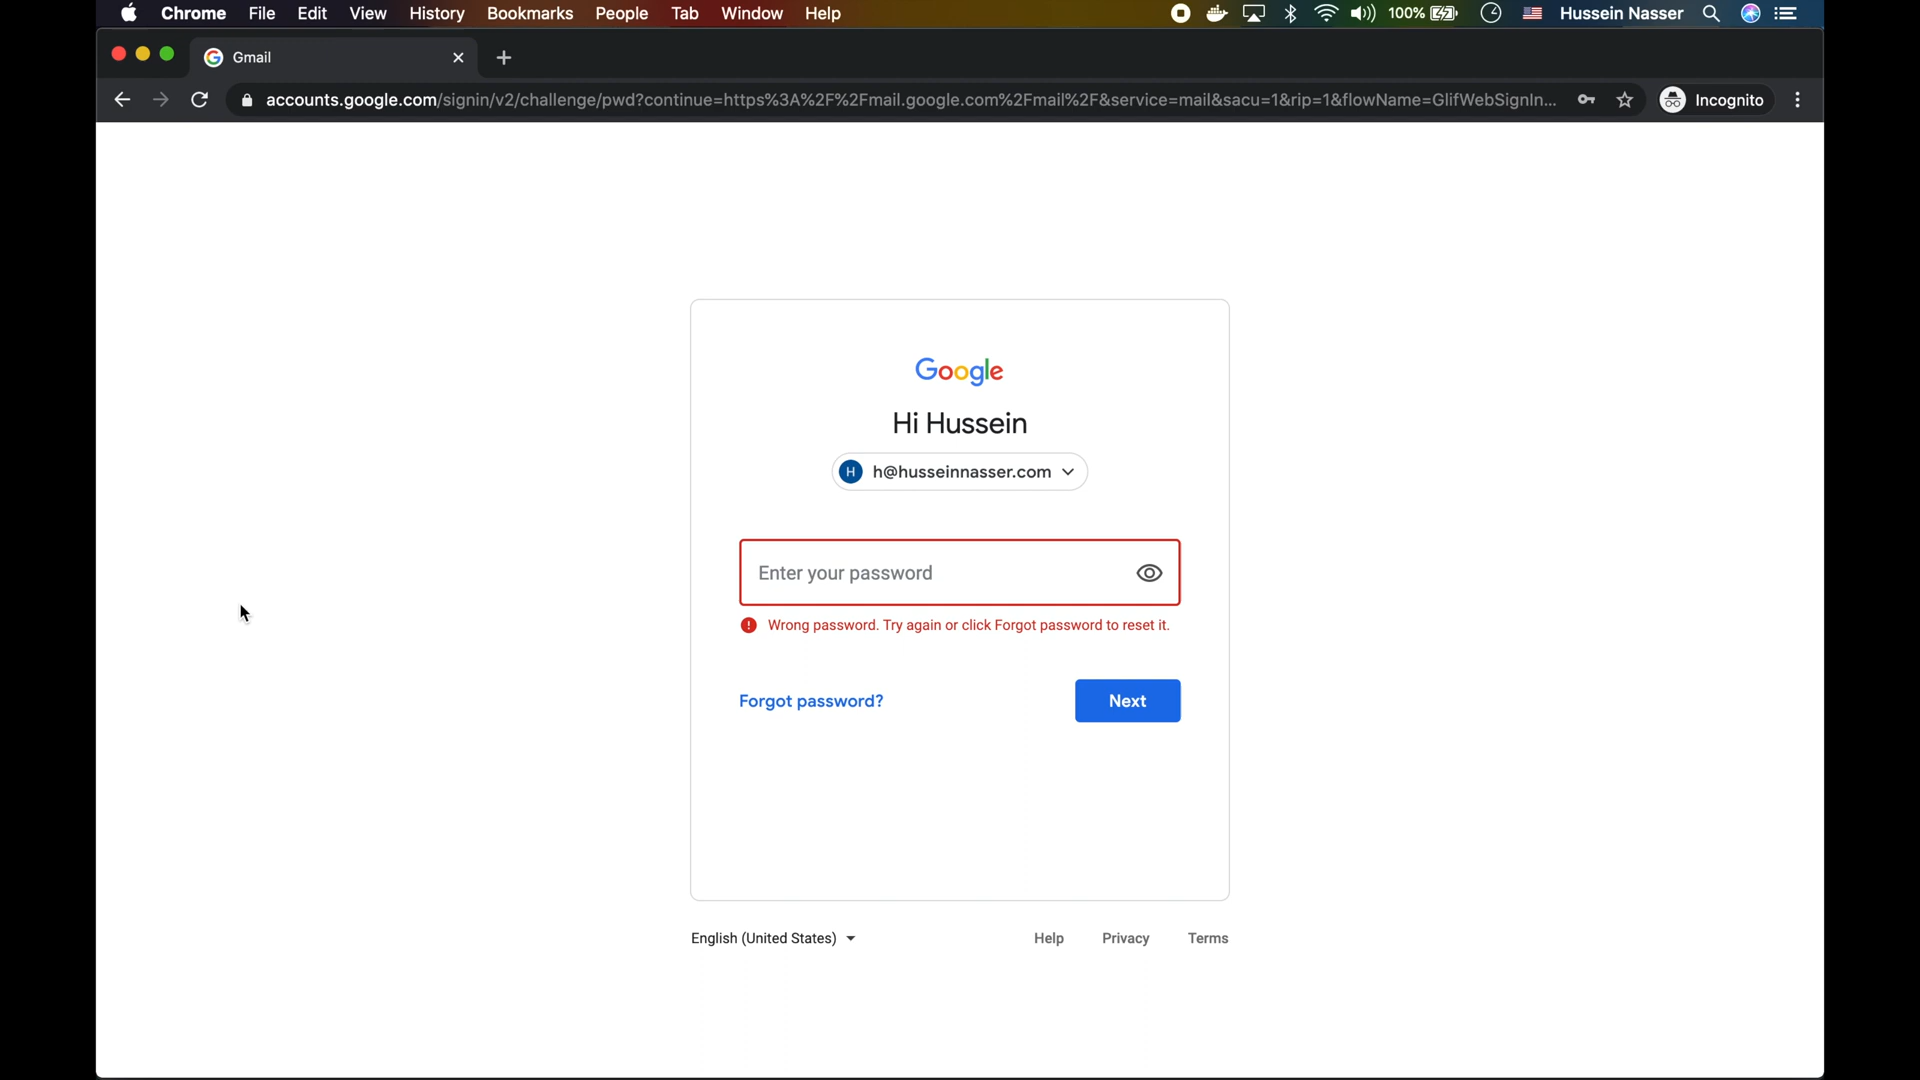 Chrome File Edit View History Bookmarks People Tab Window Help 100% Hussein Nasser
Gmail
accounts.google.com/signin/v2/challenge/pwd?continue=https%3A%2F%2Fmail.google.com%2Fmail%2F&service=mail&sacu=1&rip=1&flowName=GlifWebSignIn... Incognito
Google
Hi Hussein
H h@husseinnasser.com
Enter your password
Wrong password. Try again or click Forgot password to reset it.
Forgot password? Next
English (United States) Help Privacy Terms